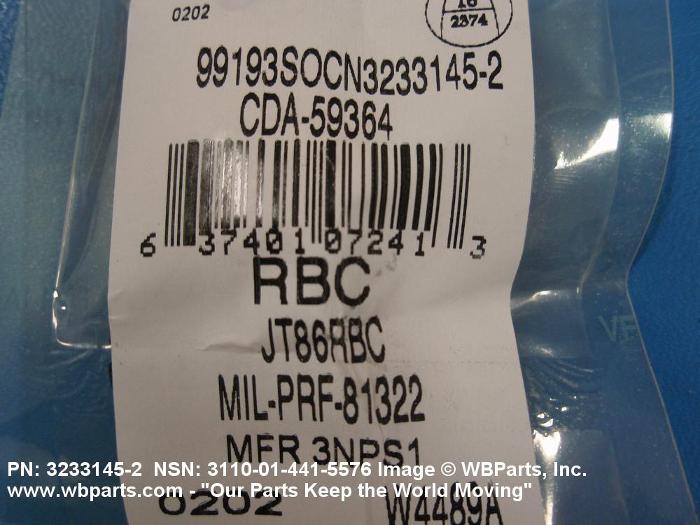 0202
16
2374
99193SOCN3233145-2
CDA-59364
6 37401 07241 3
RBC
JT86RBC
MIL-PRF-81322
MFR 3NPS1
PN: 3233145-2 NSN: 3110-01-441-5576 Image © WBParts, Inc.
www.wbparts.com - "Our Parts Keep the World Moving"
0202 W4489A